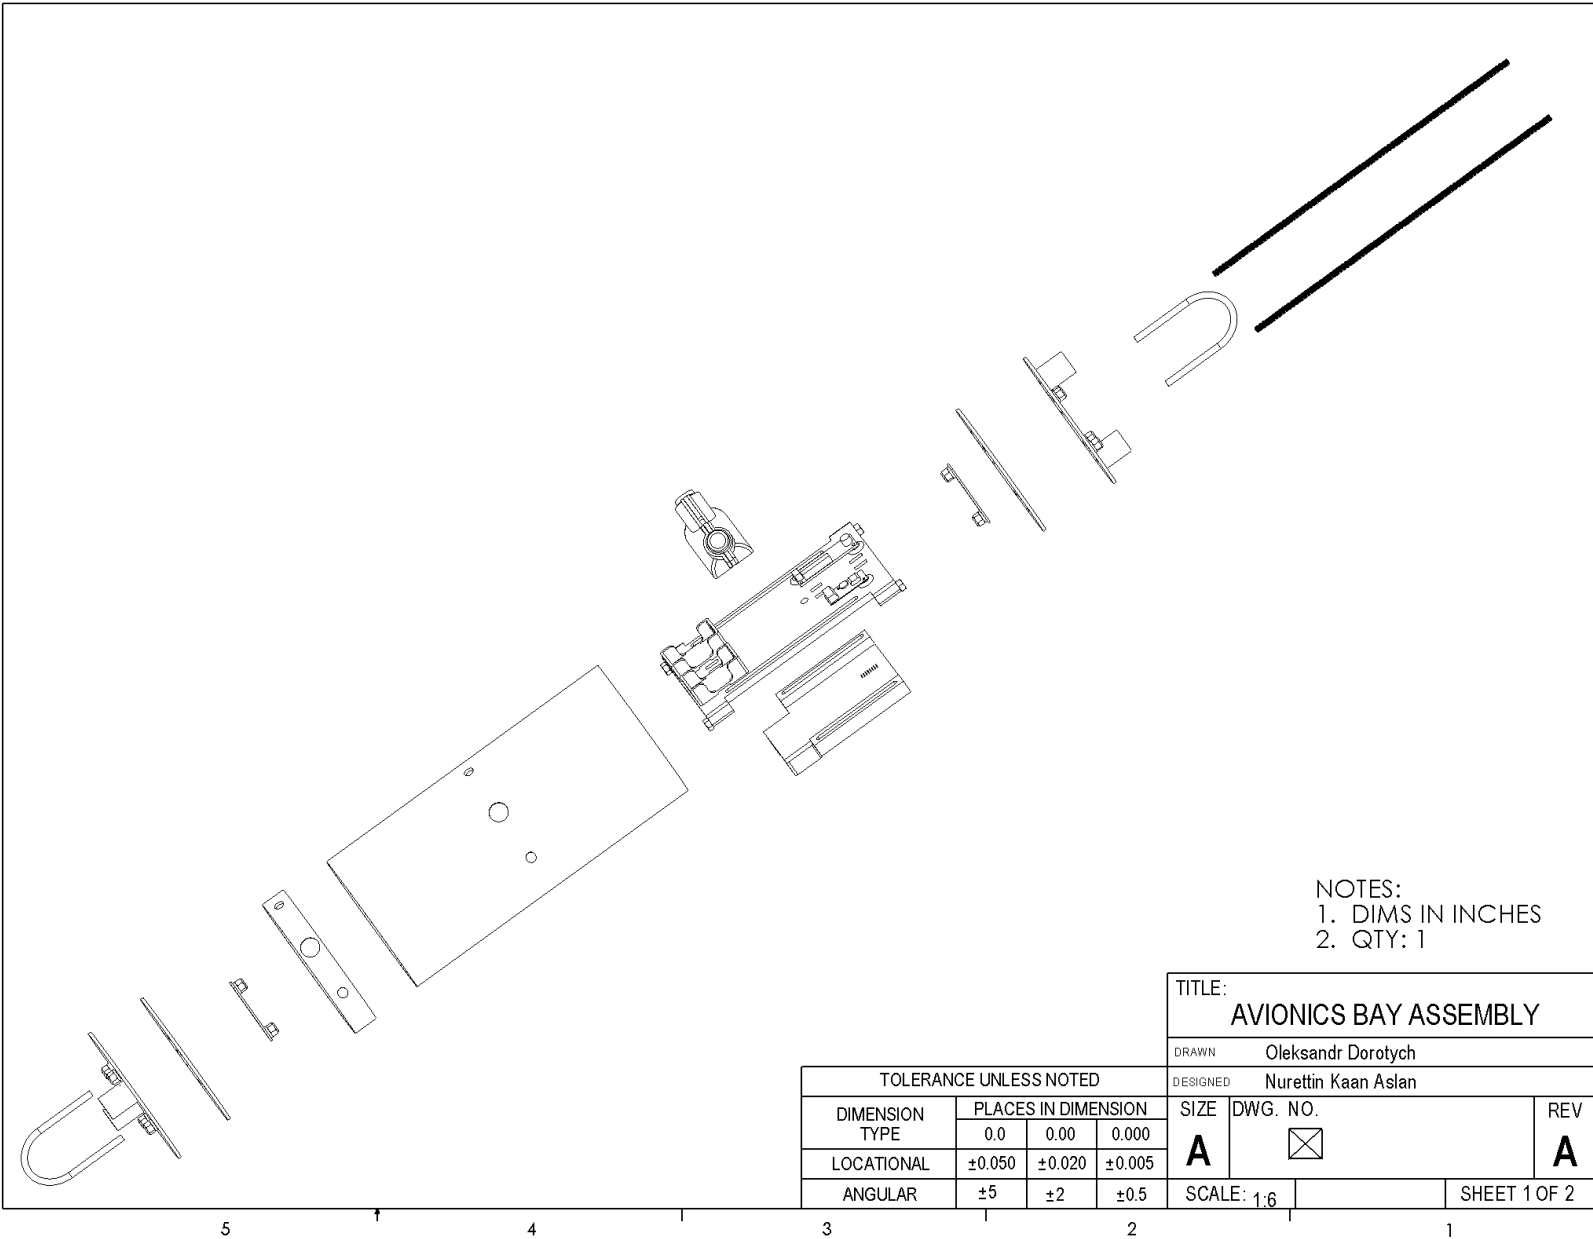 NOTES:
1. DIMS IN INCHES
2. QTY: 1
TITLE:
AVIONICS BAY ASSEMBLY
DRAWN Oleksandr Dorotych
DESIGNED Nurettin Kaan Aslan
TOLERANCE UNLESS NOTED
DIMENSION TYPE PLACES IN DIMENSION
0.0 0.00 0.000
LOCATIONAL ±0.050 ±0.020 ±0.005
ANGULAR ±5 ±2 ±0.5
SIZE DWG. NO. REV
A A
SCALE: 1:6 SHEET 1 OF 2
5 4 3 2 1